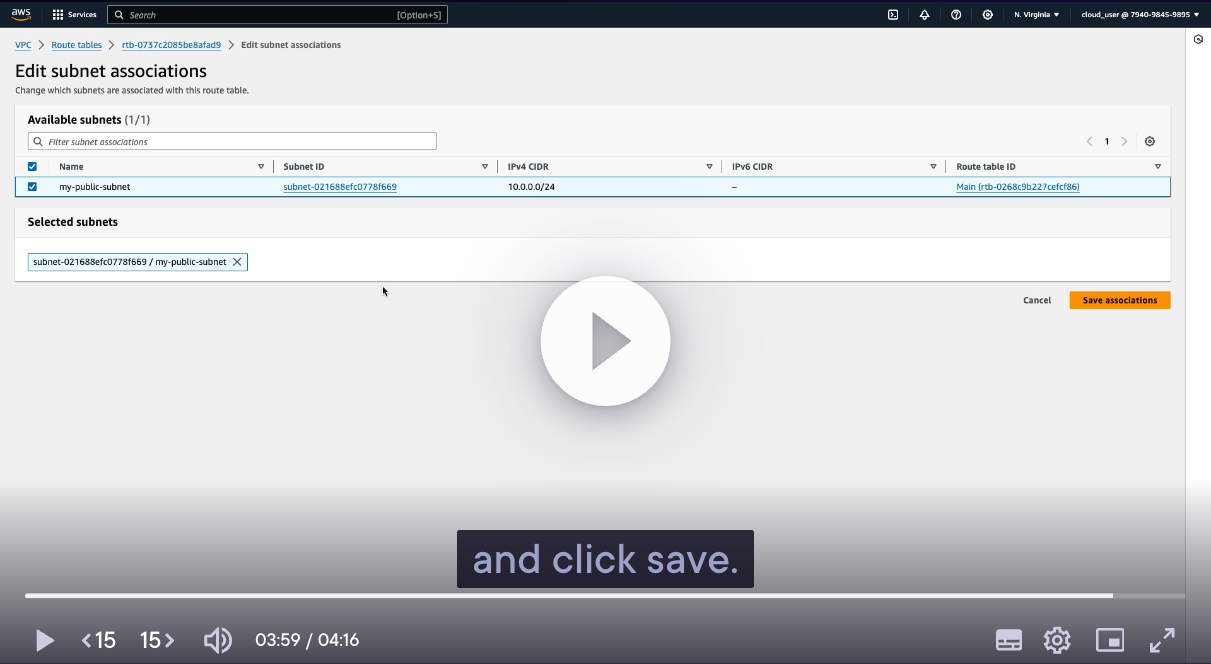 aws Services Search [Option+S] N. Virginia cloud_user @ 7940-9845-9895
VPC Route tables rtb-0737c2085be8afad9 Edit subnet associations
Edit subnet associations
Change which subnets are associated with this route table.
Available subnets (1/1)
Filter subnet associations
1
Name Subnet ID IPv4 CIDR IPv6 CIDR Route table ID
my-public-subnet subnet-021688efc0778f669 10.0.0.0/24 – Main (rtb-0268c9b227cefcf86)
Selected subnets
subnet-021688efc0778f669 / my-public-subnet
Cancel Save associations
and click save.
<15 15> 03:59 / 04:16